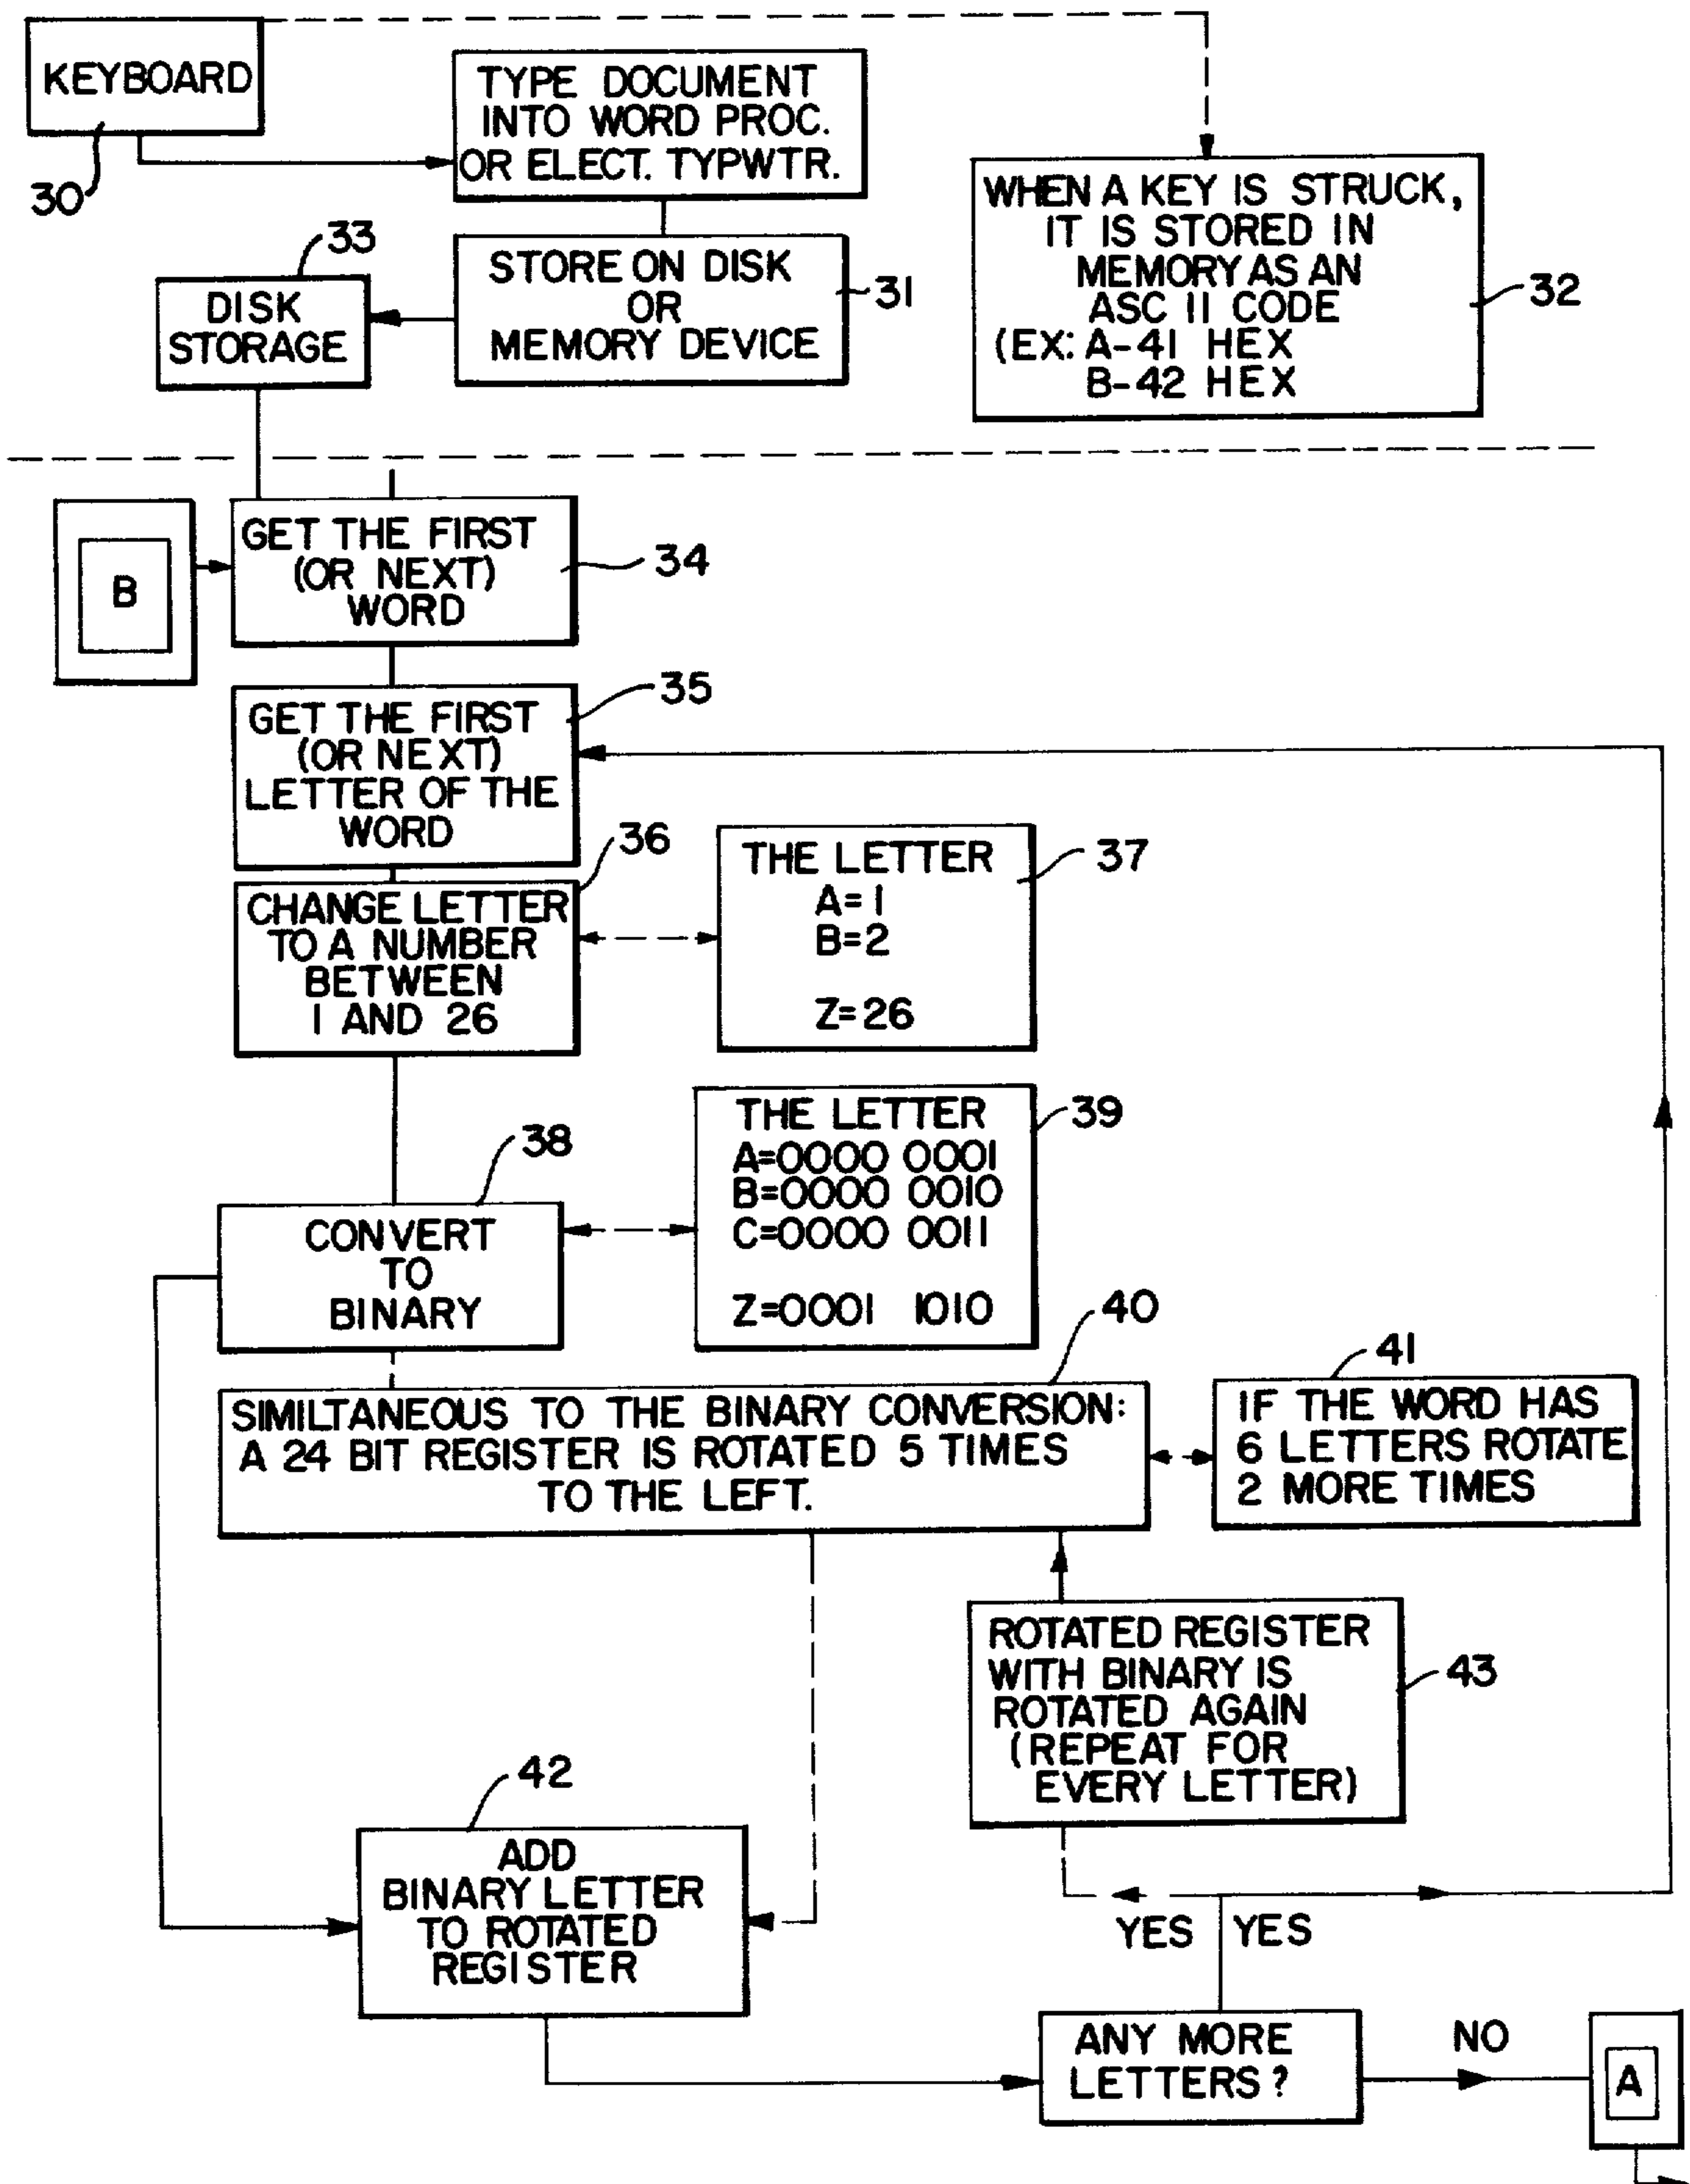 KEYBOARD
30
TYPE DOCUMENT
INTO WORD PROC.
OR ELECT. TYPWTR.
WHEN A KEY IS STRUCK,
IT IS STORED IN
MEMORY AS AN
ASC II CODE
(EX: A-41 HEX
B-42 HEX
32
33
DISK
STORAGE
STORE ON DISK
OR
MEMORY DEVICE
31
B
GET THE FIRST
(OR NEXT)
WORD
34
GET THE FIRST
(OR NEXT)
LETTER OF THE
WORD
35
CHANGE LETTER
TO A NUMBER
BETWEEN
1 AND 26
36
THE LETTER
A=1
B=2
Z=26
37
CONVERT
TO
BINARY
38
THE LETTER
A=0000 0001
B=0000 0010
C=0000 0011
Z=0001 1010
39
40
SIMILTANEOUS TO THE BINARY CONVERSION:
A 24 BIT REGISTER IS ROTATED 5 TIMES
TO THE LEFT.
41
IF THE WORD HAS
6 LETTERS ROTATE
2 MORE TIMES
ROTATED REGISTER
WITH BINARY IS
ROTATED AGAIN
(REPEAT FOR
EVERY LETTER)
43
42
ADD
BINARY LETTER
TO ROTATED
REGISTER
YES YES
ANY MORE
LETTERS?
NO
A